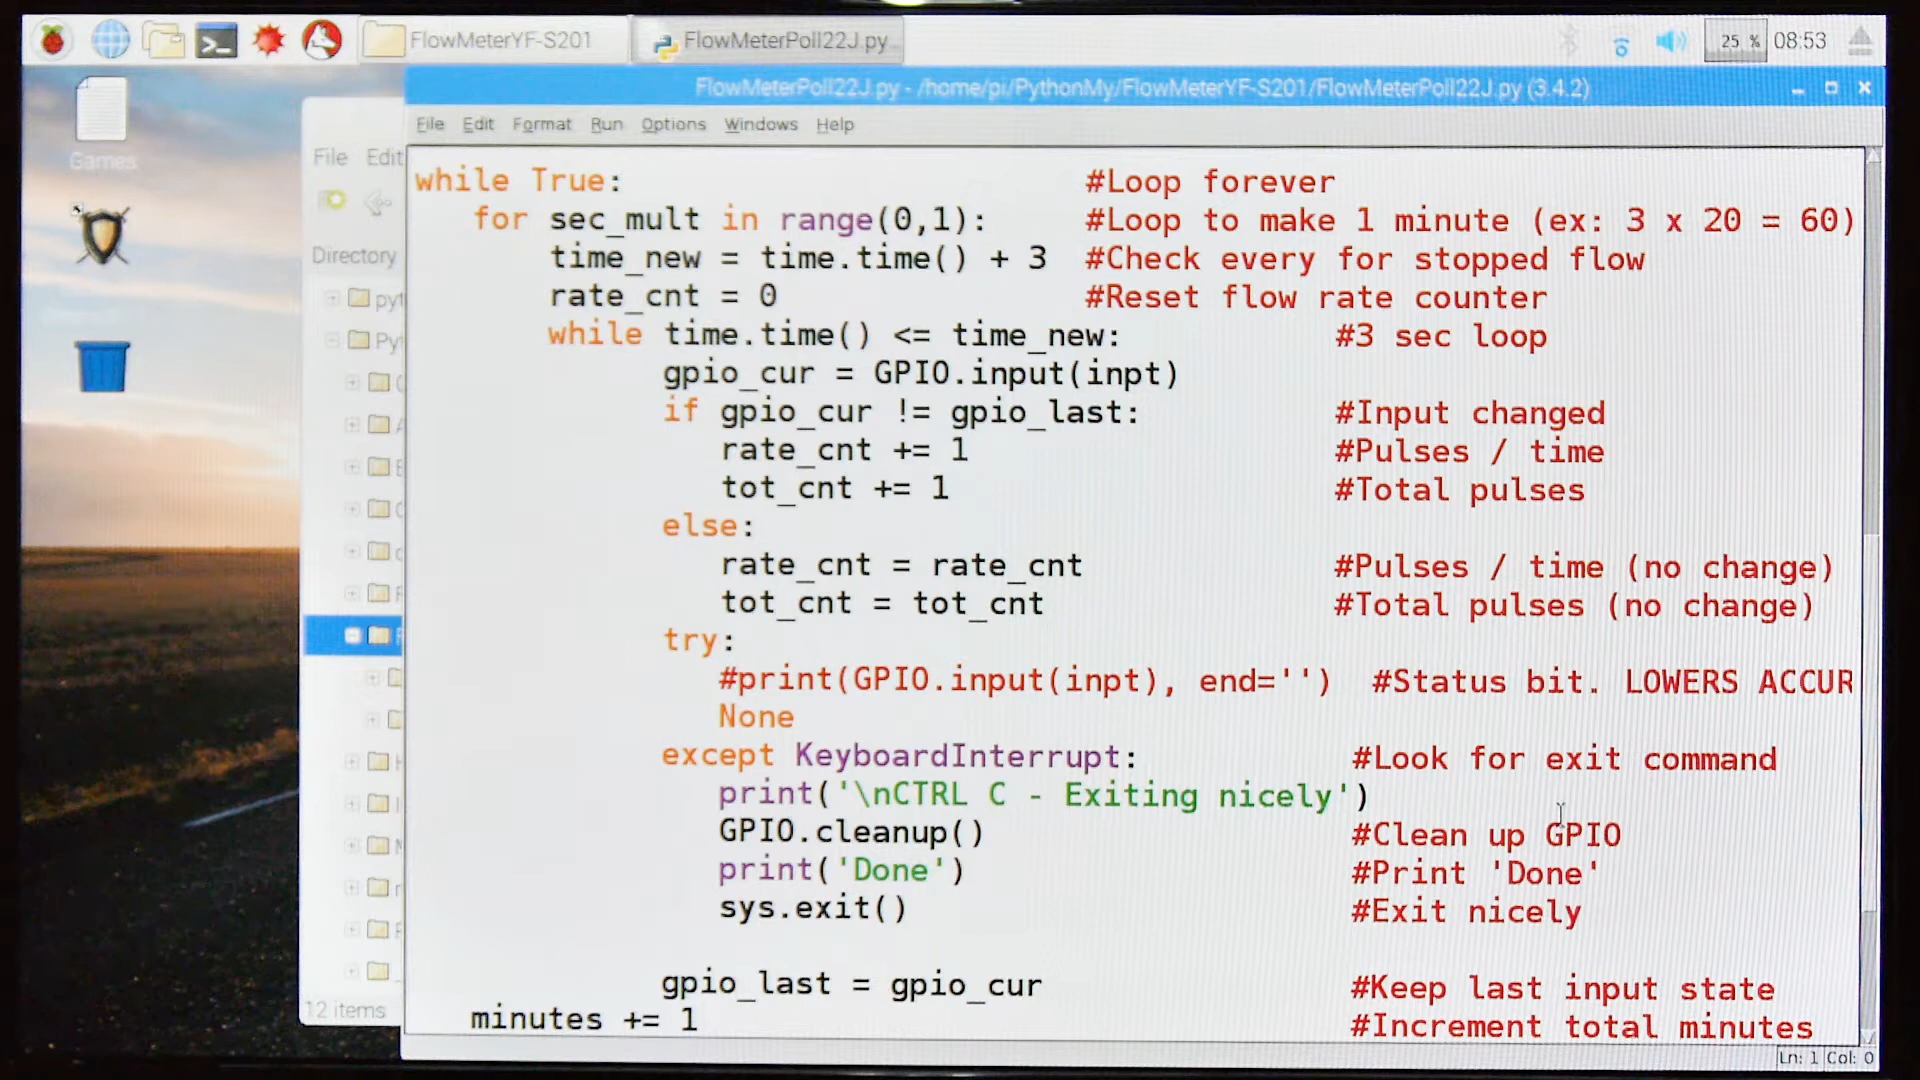 FlowMeterYF-S201
FlowMeterPoll22J.py
25 %
08:53
FlowMeterPoll22J.py - /home/pi/PythonMy/FlowMeterYF-S201/FlowMeterPoll22J.py (3.4.2)
File Edit Format Run Options Windows Help
Games
File Edit
Directory
while True: #Loop forever
for sec_mult in range(0,1): #Loop to make 1 minute (ex: 3 x 20 = 60)
time_new = time.time() + 3 #Check every for stopped flow
rate_cnt = 0 #Reset flow rate counter
while time.time() <= time_new: #3 sec loop
gpio_cur = GPIO.input(inpt)
if gpio_cur != gpio_last: #Input changed
rate_cnt += 1 #Pulses / time
tot_cnt += 1 #Total pulses
else:
rate_cnt = rate_cnt #Pulses / time (no change)
tot_cnt = tot_cnt #Total pulses (no change)
try:
#print(GPIO.input(inpt), end='') #Status bit. LOWERS ACCUR
None
except KeyboardInterrupt: #Look for exit command
print('\nCTRL C - Exiting nicely')
GPIO.cleanup() #Clean up GPIO
print('Done') #Print 'Done'
sys.exit() #Exit nicely
gpio_last = gpio_cur #Keep last input state
minutes += 1 #Increment total minutes
12 items
Ln: 1 Col: 0